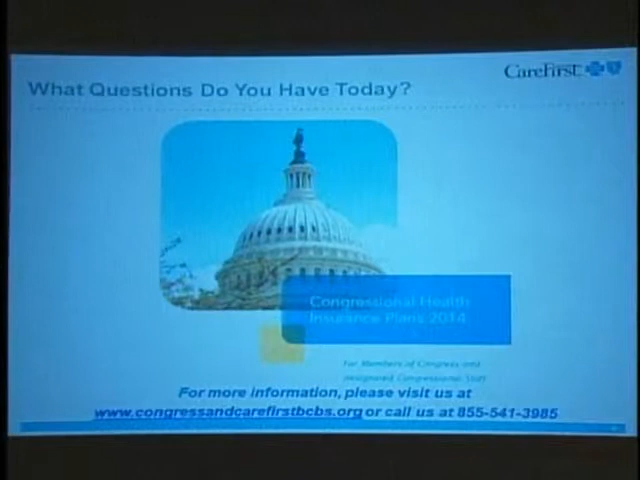 CareFirst
What Questions Do You Have Today?
Congressional Health
Insurance Plans 2014
For Members of Congress and
designated Congressional Staff
For more information, please visit us at
www.congressandcarefirstbcbs.org or call us at 855-541-3985